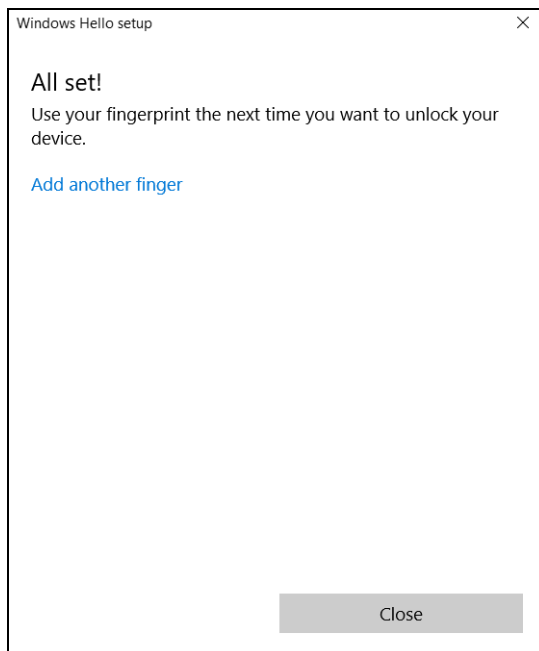 Windows Hello setup
All set!
Use your fingerprint the next time you want to unlock your
device.
Add another finger
Close